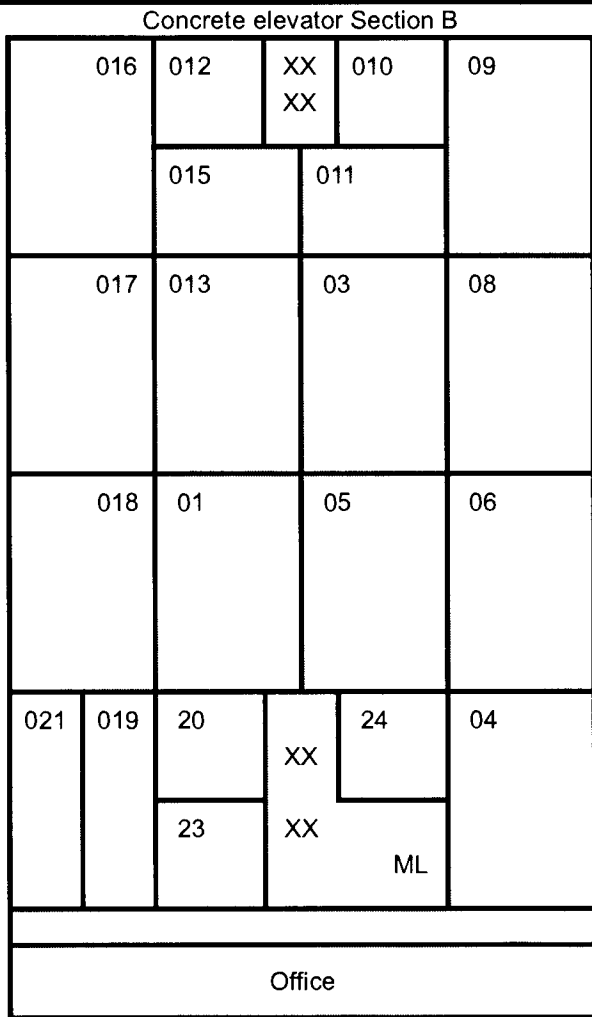 Concrete elevator Section B
016 012 XX 010 09
XX
015 011
017 013 03 08
018 01 05 06
021 019 20 24 04
XX
23 XX
ML
Office